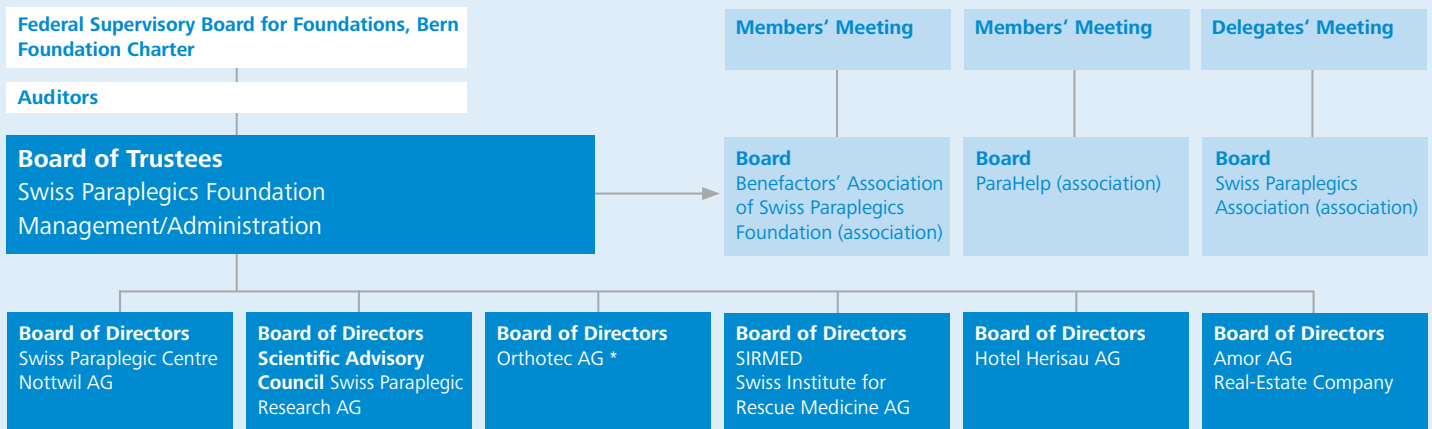 Federal Supervisory Board for Foundations, Bern
Foundation Charter
Auditors
Board of Trustees
Swiss Paraplegics Foundation
Management/Administration
Members‘ Meeting
Members‘ Meeting
Delegates‘ Meeting
Board
Benefactors’ Association
of Swiss Paraplegics
Foundation (association)
Board
ParaHelp (association)
Board
Swiss Paraplegics
Association (association)
Board of Directors
Swiss Paraplegic Centre
Nottwil AG
Board of Directors
Scientific Advisory
Council Swiss Paraplegic
Research AG
Board of Directors
Orthotec AG *
Board of Directors
SIRMED
Swiss Institute for
Rescue Medicine AG
Board of Directors
Hotel Herisau AG
Board of Directors
Amor AG
Real-Estate Company